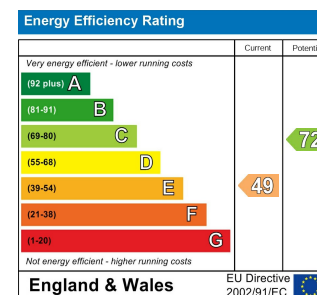 Energy Efficiency Rating
Current
Very energy efficient - lower running costs
(92 plus) A
(81-91) B
(69-80) C
72
(55-68) D
(39-54) E
49
(21-38) F
(1-20) G
Not energy efficient - higher running costs
England & Wales
EU Directive
2002/91/EC